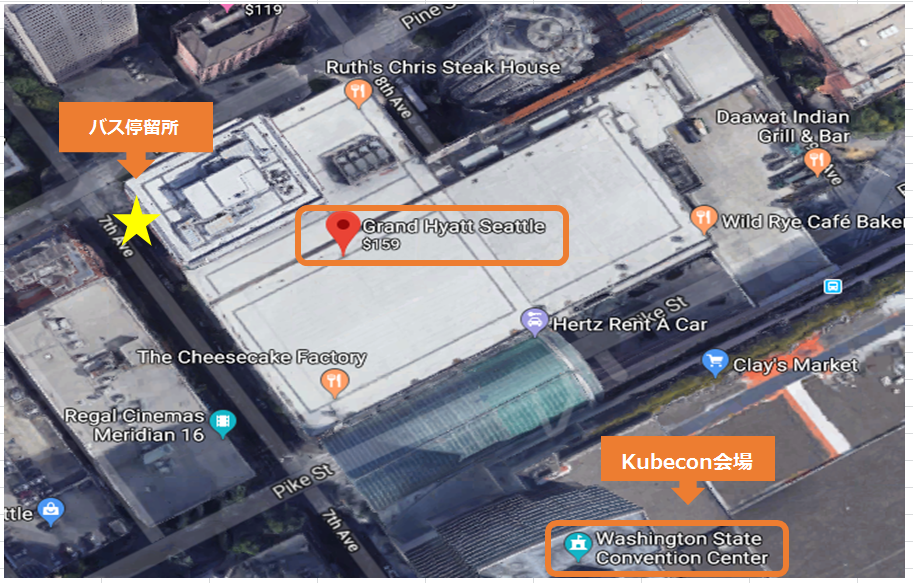 $119
Pine S
Ruth's Chris Steak House
8th Ave
バス停留所
Daawat Indian
Grill & Bar
Ave
7th Ave
Grand Hyatt Seattle
$159
Wild Rye Café Baker
Pike St
Hertz Rent A Car
The Cheesecake Factory
Clay's Market
Regal Cinemas
Meridian 16
Kubecon会場
Pike St
ttle
7th Ave
Washington State
Convention Center